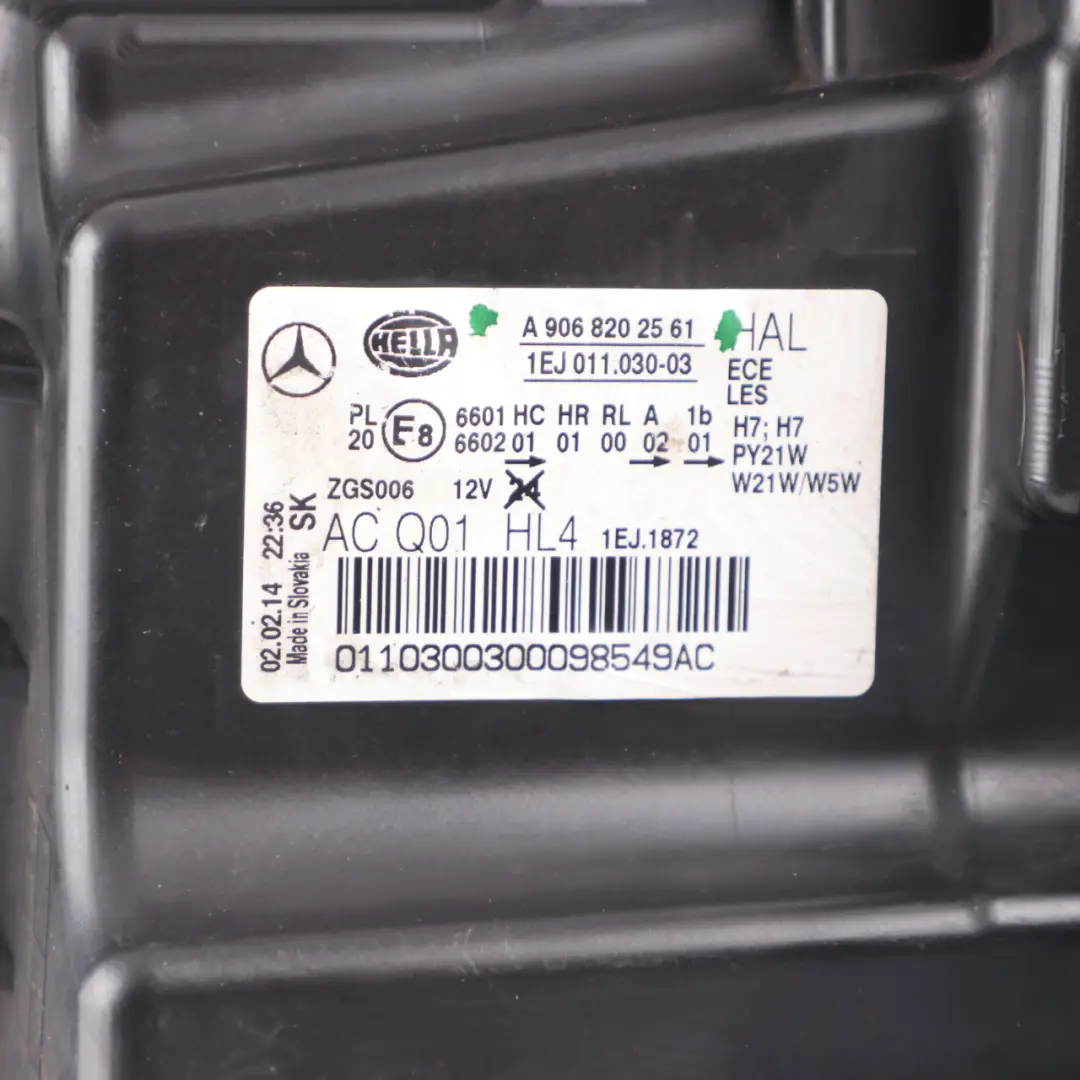 HELLA
A 906 820 25 61
1EJ 011.030-03
HAL
ECE
LES
PL
20
E8
6601 HC HR RL A 1b
6602 01 01 00 02 01
H7; H7
PY21W
W21W/W5W
ZGS006 12V 24
AC Q01 HL4 1EJ.1872
0110300300098549AC
02.02.14 22:36
Made in Slovakia
SK